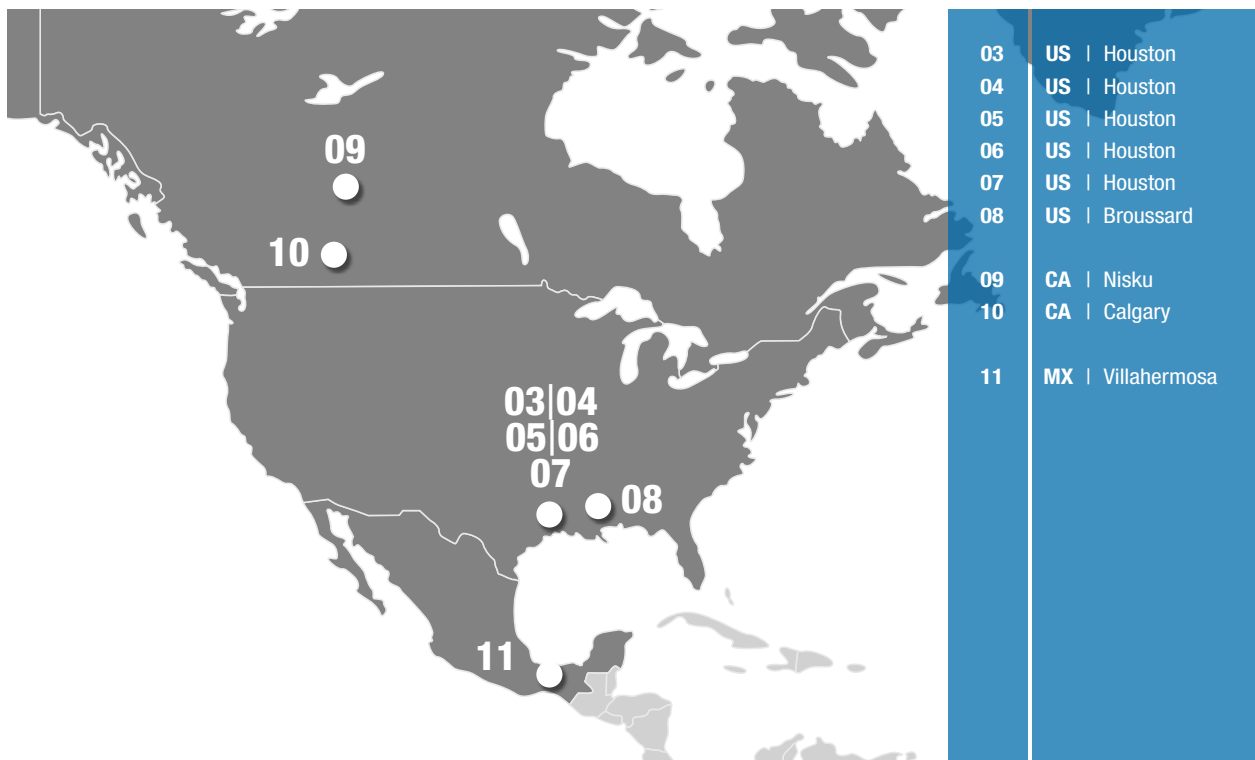 09
10
03|04
05|06
07
08
11
03 US | Houston
04 US | Houston
05 US | Houston
06 US | Houston
07 US | Houston
08 US | Broussard
09 CA | Nisku
10 CA | Calgary
11 MX | Villahermosa